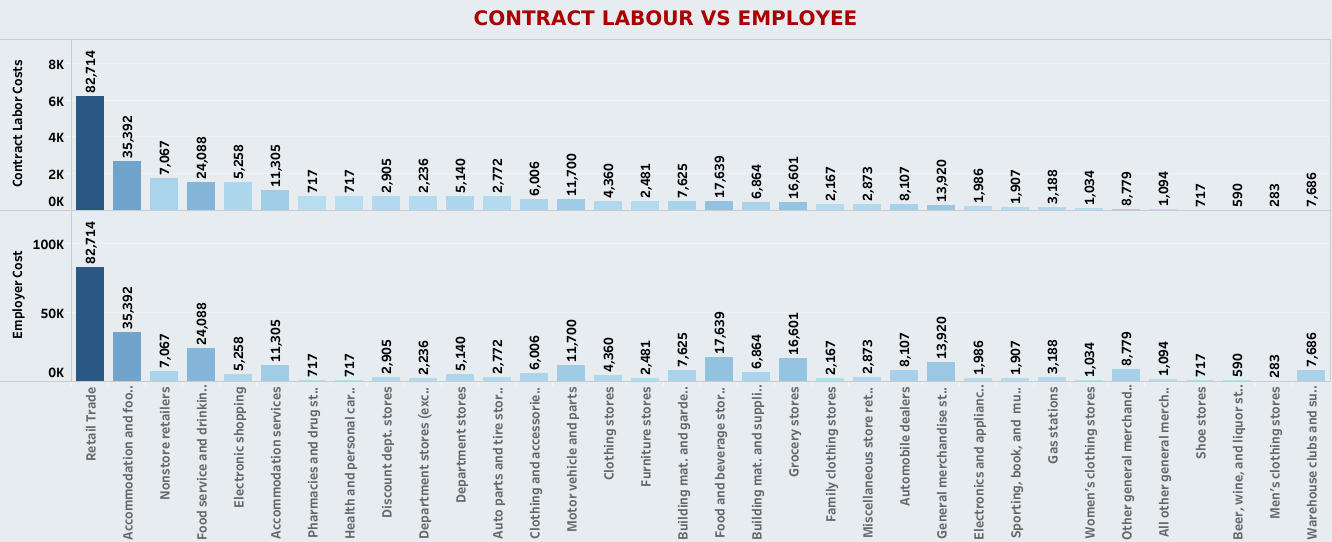 CONTRACT LABOUR VS EMPLOYEE
Contract Labor Costs
8K
6K
4K
2K
0K
82,714
35,392
7,067
24,088
5,258
11,305
717
717
2,905
2,236
5,140
2,772
6,006
11,700
4,360
2,481
7,625
17,639
6,864
16,601
2,167
2,873
8,107
13,920
1,986
1,907
3,188
1,034
8,779
1,094
717
590
283
7,686
Employer Cost
100K
50K
0K
82,714
35,392
7,067
24,088
5,258
11,305
717
717
2,905
2,236
5,140
2,772
6,006
11,700
4,360
2,481
7,625
17,639
6,864
16,601
2,167
2,873
8,107
13,920
1,986
1,907
3,188
1,034
8,779
1,094
717
590
283
7,686
Retail Trade
Accommodation and foo..
Nonstore retailers
Food service and drinkin..
Electronic shopping
Accommodation services
Pharmacies and drug st..
Health and personal car..
Discount dept. stores
Department stores (exc..
Department stores
Auto parts and tire stor..
Clothing and accessorie..
Motor vehicle and parts
Clothing stores
Furniture stores
Building mat. and garde..
Food and beverage stor..
Building mat. and suppli..
Grocery stores
Family clothing stores
Miscellaneous store ret..
Automobile dealers
General merchandise st..
Electronics and applianc..
Sporting, book, and  mu..
Gas stations
Women's clothing stores
Other general merchand..
All other general merch..
Shoe stores
Beer, wine, and liquor st..
Men's clothing stores
Warehouse clubs and su..